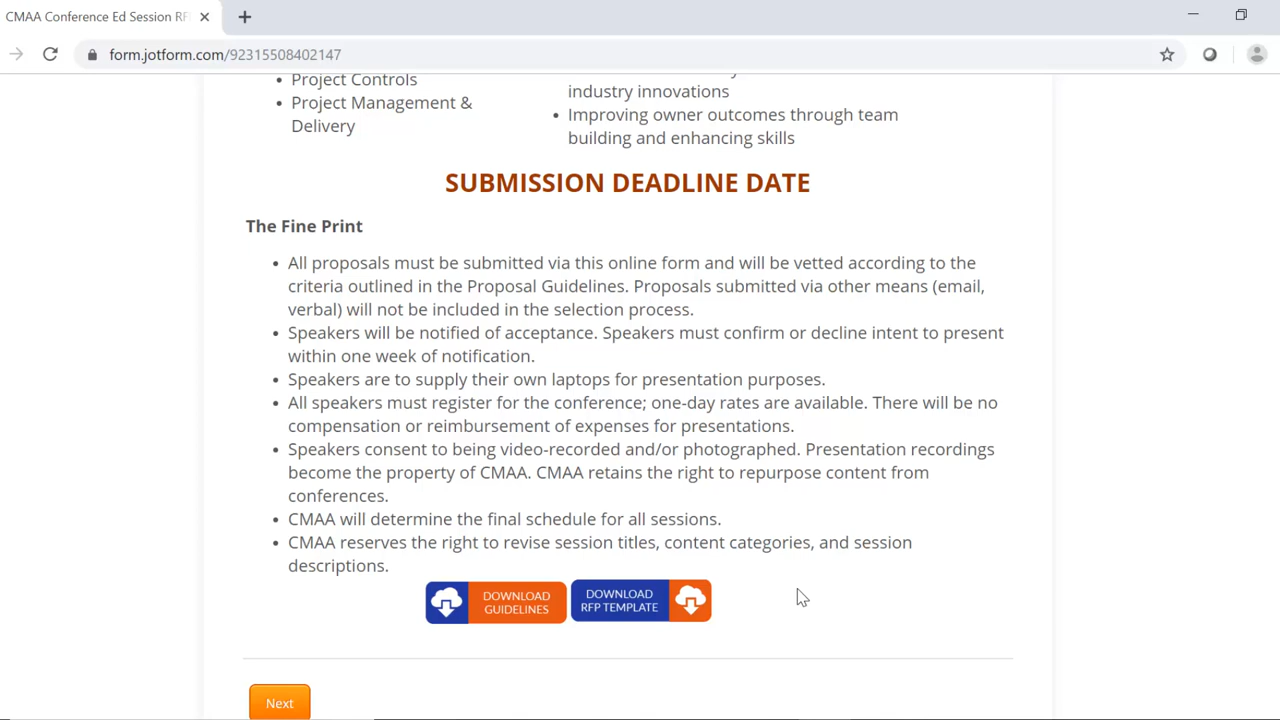 CMAA Conference Ed Session RF
form.jotform.com/92315508402147
• Project Controls
industry innovations
• Project Management &
Delivery
• Improving owner outcomes through team
building and enhancing skills
SUBMISSION DEADLINE DATE
The Fine Print
• All proposals must be submitted via this online form and will be vetted according to the
criteria outlined in the Proposal Guidelines. Proposals submitted via other means (email,
verbal) will not be included in the selection process.
• Speakers will be notified of acceptance. Speakers must confirm or decline intent to present
within one week of notification.
• Speakers are to supply their own laptops for presentation purposes.
• All speakers must register for the conference; one-day rates are available. There will be no
compensation or reimbursement of expenses for presentations.
• Speakers consent to being video-recorded and/or photographed. Presentation recordings
become the property of CMAA. CMAA retains the right to repurpose content from
conferences.
• CMAA will determine the final schedule for all sessions.
• CMAA reserves the right to revise session titles, content categories, and session
descriptions.
DOWNLOAD
GUIDELINES
DOWNLOAD
RFP TEMPLATE
Next